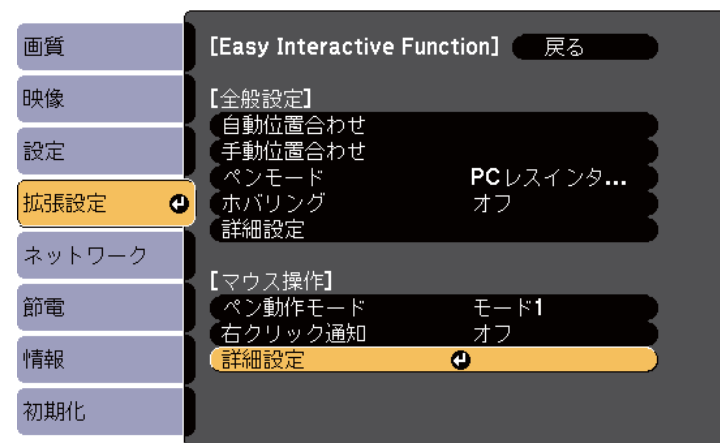 画質
映像
設定
拡張設定
ネットワーク
節電
情報
初期化
[Easy Interactive Function] 戻る
[全般設定]
自動位置合わせ
手動位置合わせ
ペンモード PCレスインタ...
ホバリング オフ
詳細設定
[マウス操作]
ペン動作モード モード1
右クリック通知 オフ
詳細設定